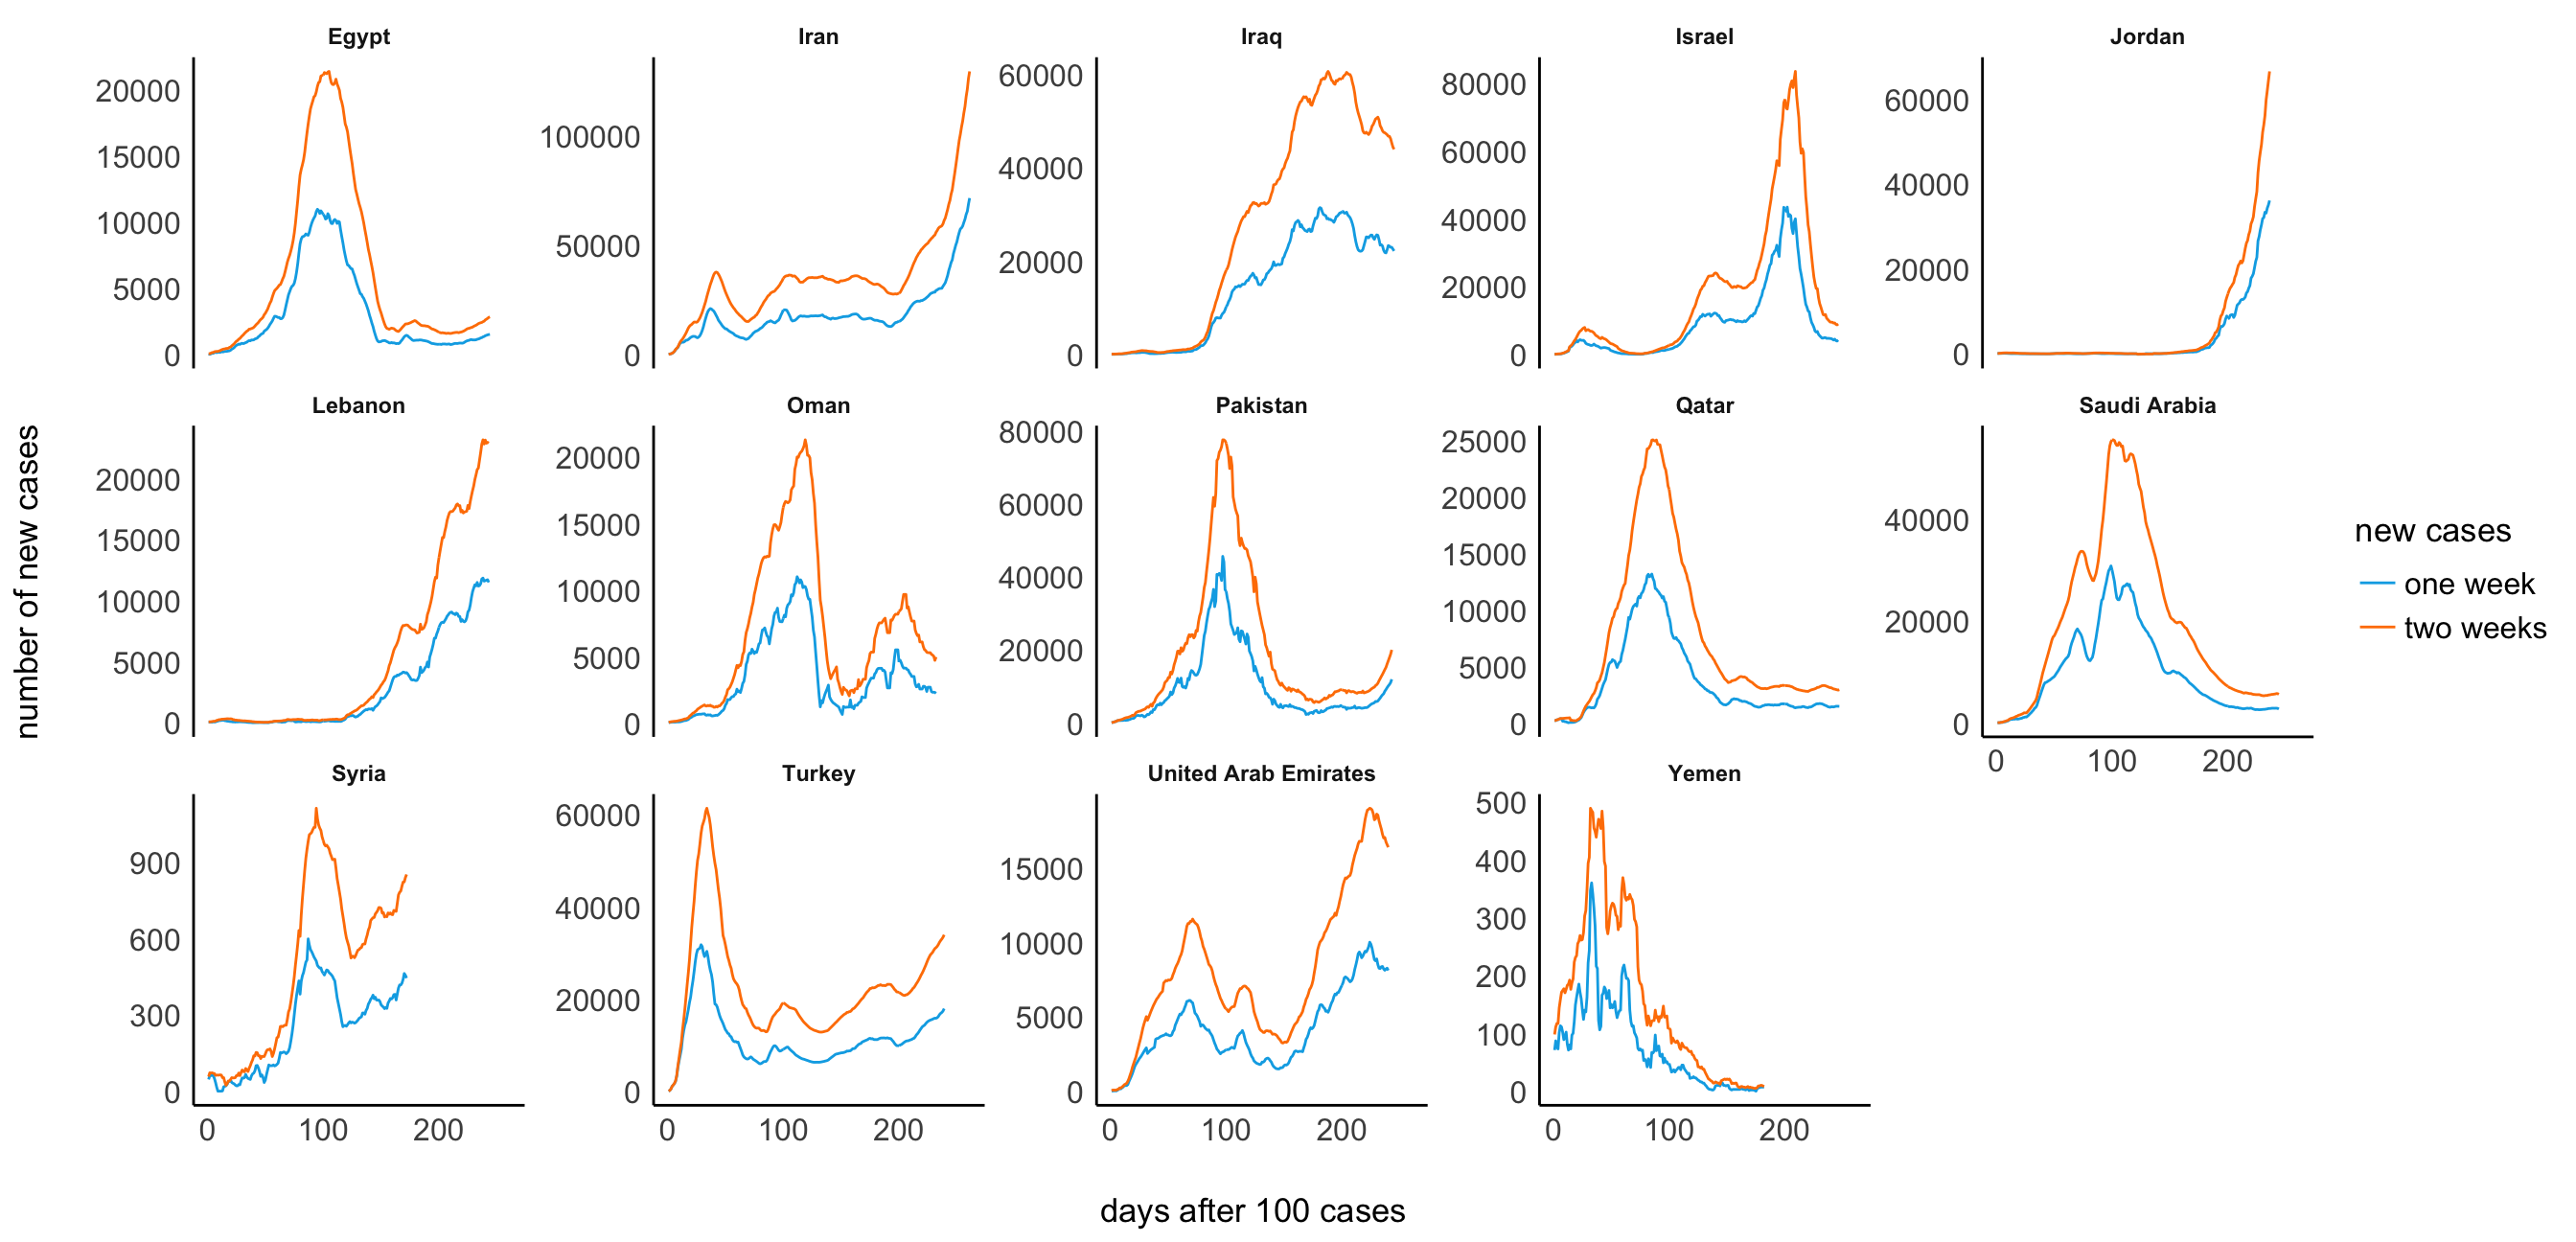 Egypt
Iran
Iraq
Israel
Jordan
20000
15000
10000
5000
0
100000
50000
0
60000
40000
20000
0
80000
60000
40000
20000
0
60000
40000
20000
0
Lebanon
Oman
Pakistan
Qatar
Saudi Arabia
20000
15000
10000
5000
0
20000
15000
10000
5000
0
80000
60000
40000
20000
0
25000
20000
15000
10000
5000
0
40000
20000
0
0 100 200
Syria
Turkey
United Arab Emirates
Yemen
900
600
300
0
60000
40000
20000
0
15000
10000
5000
0
500
400
300
200
100
0
0 100 200
0 100 200
0 100 200
0 100 200
number of new cases
days after 100 cases
new cases
one week
two weeks